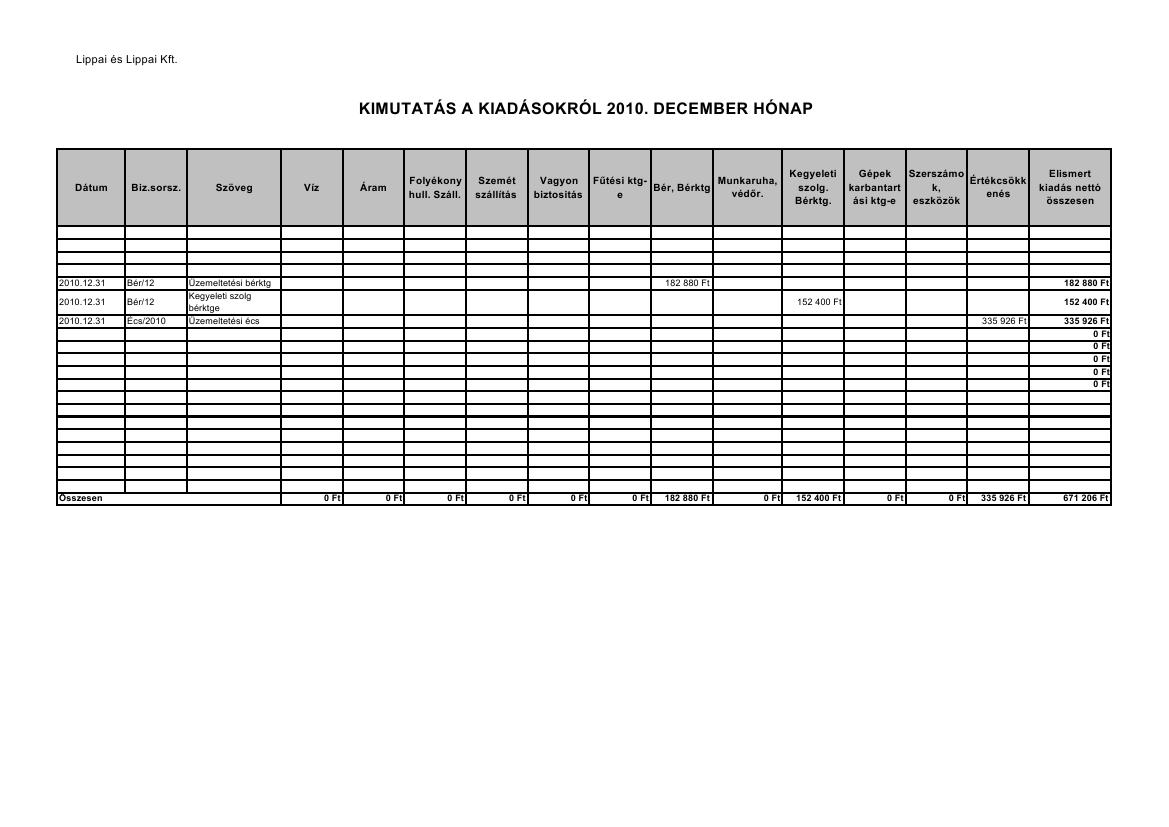 Lippai és Lippai Kft.
KIMUTATÁS A KIADÁSOKRÓL 2010. DECEMBER HÓNAP
Dátum Biz.sorsz. Szöveg Víz Áram Folyékony hull. Száll. Szemét szállítás Vagyon biztosítás Fűtési ktg-e Bér, Bérktg Munkaruha, védőr. Kegyeleti szolg. Bérktg. Gépek karbantartási ktg-e Szerszámok, eszközök Értékcsökkenés Elismert kiadás nettó összesen
2010.12.31 Bér/12 Üzemeltetési bérktg 182 880 Ft 182 880 Ft
2010.12.31 Bér/12 Kegyeleti szolg bérktge 152 400 Ft 152 400 Ft
2010.12.31 Écs/2010 Üzemeltetési écs 335 926 Ft 335 926 Ft
0 Ft
0 Ft
0 Ft
0 Ft
0 Ft
Összesen 0 Ft 0 Ft 0 Ft 0 Ft 0 Ft 0 Ft 182 880 Ft 0 Ft 152 400 Ft 0 Ft 0 Ft 335 926 Ft 671 206 Ft